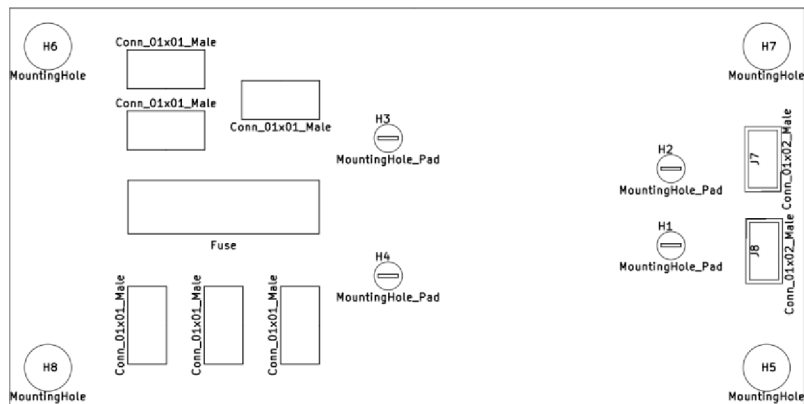 H6
MountingHole
Conn_01x01_Male
Conn_01x01_Male
Conn_01x01_Male
H3
MountingHole_Pad
H7
MountingHole
H2
MountingHole_Pad
J7
Conn_01x02_Male
Fuse
H1
MountingHole_Pad
J8
Conn_01x02_Male
H4
MountingHole_Pad
Conn_01x01_Male
Conn_01x01_Male
Conn_01x01_Male
H8
MountingHole
H5
MountingHole